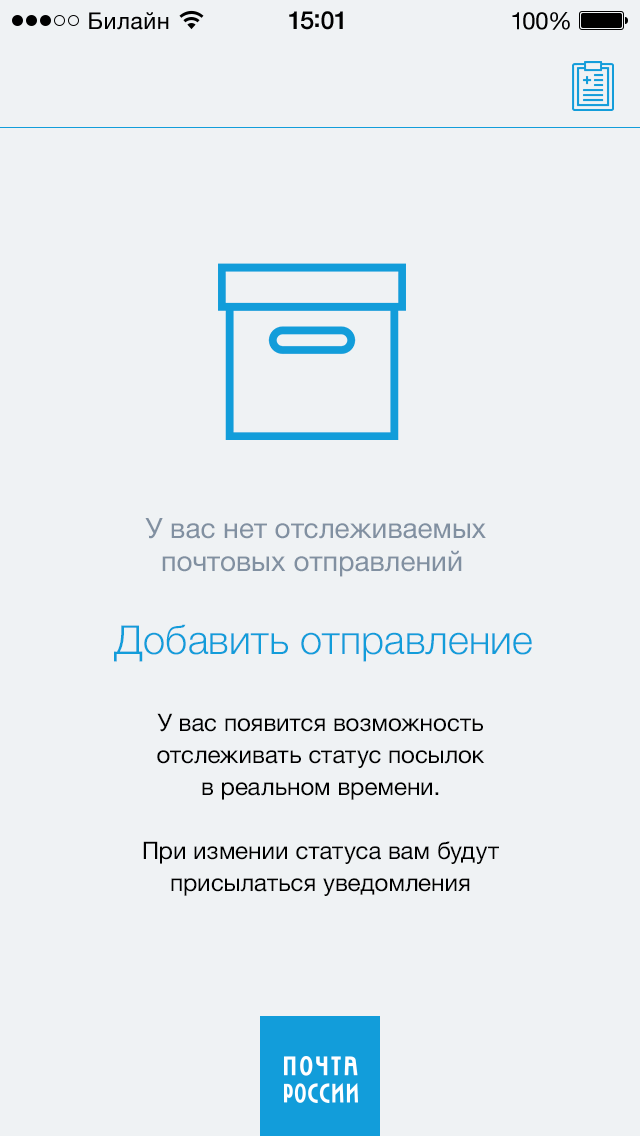 Билайн 15:01 100%
У вас нет отслеживаемых
почтовых отправлений
Добавить отправление
У вас появится возможность
отслеживать статус посылок
в реальном времени.
При измении статуса вам будут
присылаться уведомления
ПОЧТА
РОССИИ